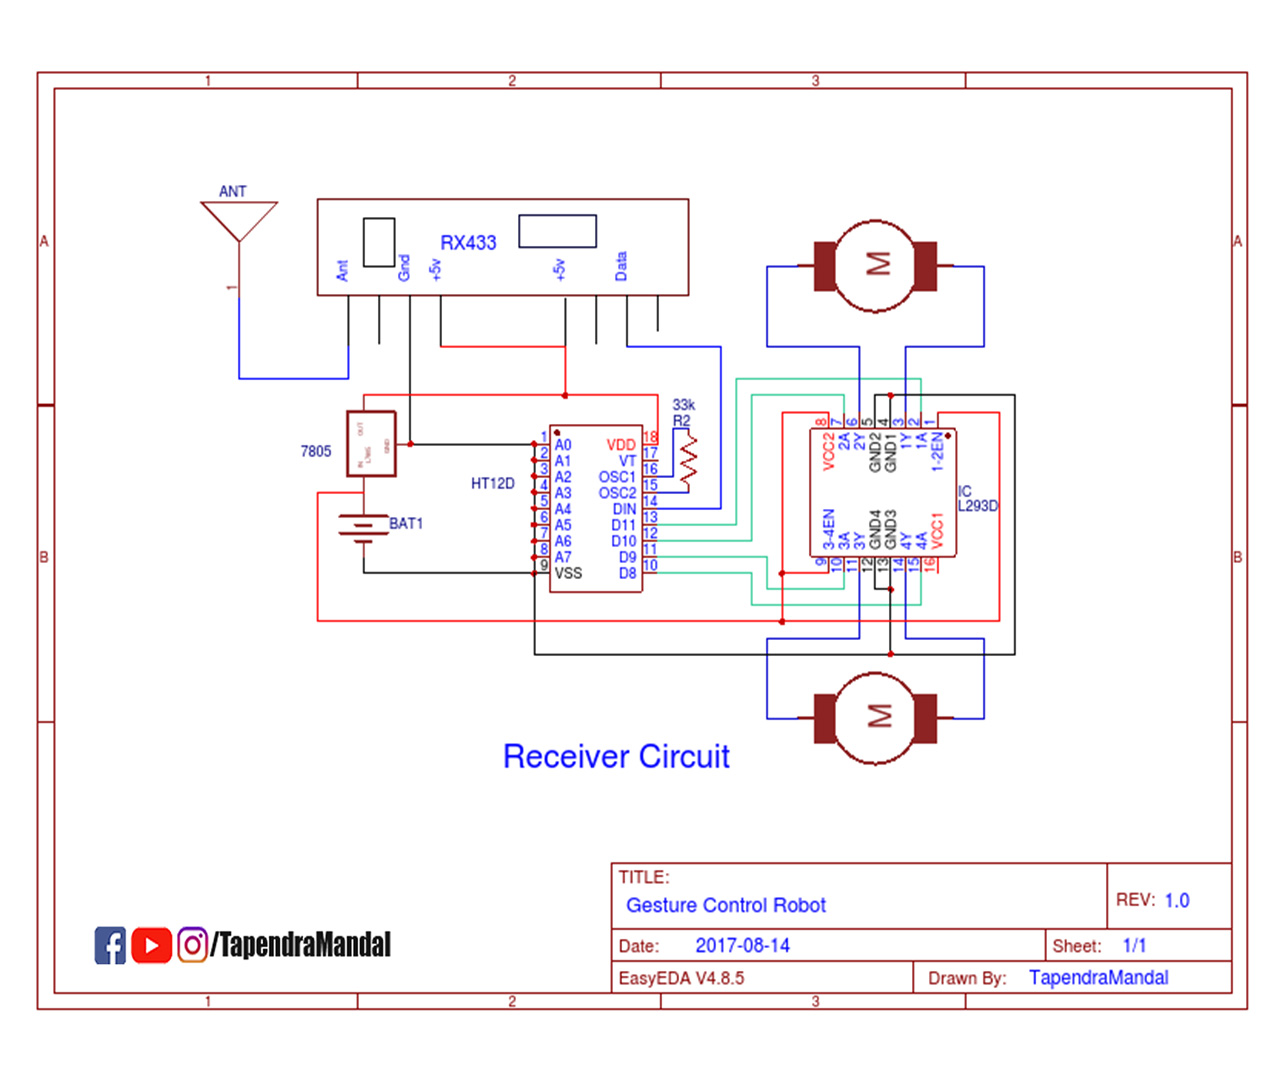 1 2 3
A
B
A
B
1 2 3
ANT
1
RX433
Ant
Gnd
+5v
+5v
Data
7805
OUT
GND
IN
BAT1
HT12D
33k
R2
1 A0 VDD 18
2 A1 VT 17
3 A2 OSC1 16
4 A3 OSC2 15
5 A4 DIN 14
6 A5 D11 13
7 A6 D10 12
8 A7 D9 11
9 VSS D8 10
M
8 7 6 5 4 3 2 1
VCC2 2A 2Y GND2 GND1 1Y 1A 1-2EN
IC
L293D
3-4EN 3A 3Y GND4 GND3 4Y 4A VCC1
9 10 11 12 13 14 15 16
M
Receiver Circuit
TITLE:
Gesture Control Robot
REV: 1.0
Date: 2017-08-14
Sheet: 1/1
EasyEDA V4.8.5
Drawn By: TapendraMandal
/TapendraMandal